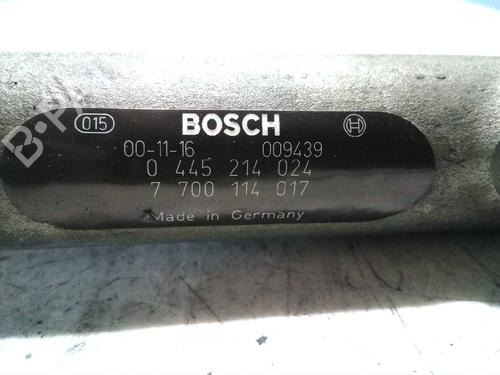 015 BOSCH
00-11-16 009439
0 445 214 024
7 700 114 017
Made in Germany